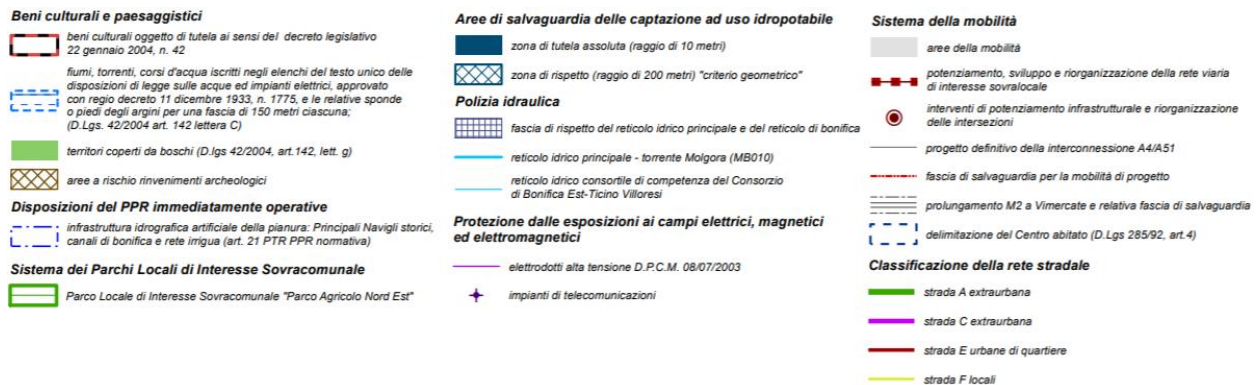 Beni culturali e paesaggistici
beni culturali oggetto di tutela ai sensi del decreto legislativo
22 gennaio 2004, n. 42
fiumi, torrenti, corsi d'acqua iscritti negli elenchi del testo unico delle
disposizioni di legge sulle acque ed impianti elettrici, approvato
con regio decreto 11 dicembre 1933, n. 1775, e le relative sponde
o piedi degli argini per una fascia di 150 metri ciascuna;
(D.Lgs. 42/2004 art. 142 lettera C)
territori coperti da boschi (D.lgs 42/2004, art.142, lett. g)
aree a rischio rinvenimenti archeologici
Disposizioni del PPR immediatamente operative
infrastruttura idrografica artificiale della pianura: Principali Navigli storici,
canali di bonifica e rete irrigua (art. 21 PTR PPR normativa)
Sistema dei Parchi Locali di Interesse Sovracomunale
Parco Locale di Interesse Sovracomunale "Parco Agricolo Nord Est"
Aree di salvaguardia delle captazione ad uso idropotabile
zona di tutela assoluta (raggio di 10 metri)
zona di rispetto (raggio di 200 metri) "criterio geometrico"
Polizia idraulica
fascia di rispetto del reticolo idrico principale e del reticolo di bonifica
reticolo idrico principale - torrente Molgora (MB010)
reticolo idrico consortile di competenza del Consorzio
di Bonifica Est-Ticino Villoresi
Protezione dalle esposizioni ai campi elettrici, magnetici
ed elettromagnetici
elettrodotti alta tensione D.P.C.M. 08/07/2003
impianti di telecomunicazioni
Sistema della mobilità
aree della mobilità
potenziamento, sviluppo e riorganizzazione della rete viaria
di interesse sovralocale
interventi di potenziamento infrastrutturale e riorganizzazione
delle intersezioni
progetto definitivo della interconnessione A4/A51
fascia di salvaguardia per la mobilità di progetto
prolungamento M2 a Vimercate e relativa fascia di salvaguardia
delimitazione del Centro abitato (D.Lgs 285/92, art.4)
Classificazione della rete stradale
strada A extraurbana
strada C extraurbana
strada E urbane di quartiere
strada F locali